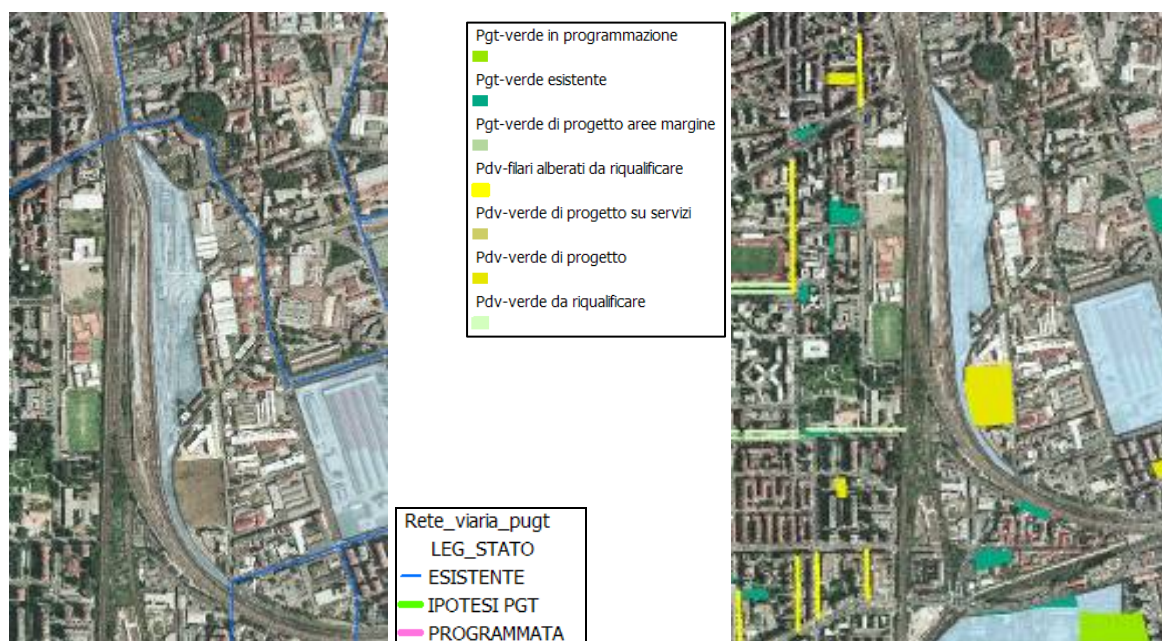 Pgt-verde in programmazione
Pgt-verde esistente
Pgt-verde di progetto aree margine
Pdv-filari alberati da riqualificare
Pdv-verde di progetto su servizi
Pdv-verde di progetto
Pdv-verde da riqualificare
Rete_viaria_pugt
LEG_STATO
ESISTENTE
IPOTESI PGT
PROGRAMMATA